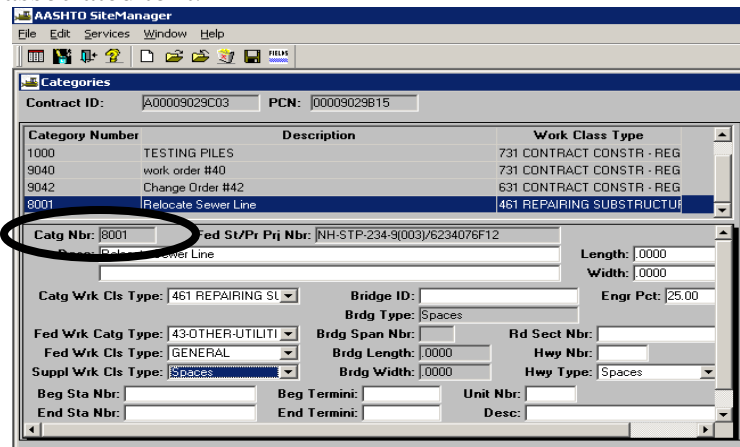 AASHTO SiteManager
File Edit Services Window Help
FIELDS
Categories
Contract ID: A00009029C03 PCN: 00009029B15
Category Number Description Work Class Type
1000 TESTING PILES 731 CONTRACT CONSTR - REG
9040 work order #40 731 CONTRACT CONSTR - REG
9042 Change Order #42 631 CONTRACT CONSTR - REG
8001 Relocate Sewer Line 461 REPAIRING SUBSTRUCTUF
Catg Nbr: 8001 Fed St/Pr Prj Nbr: NH-STP-234-9(003)/6234076F12
Sewer Line Length: .0000
Width: .0000
Catg Wrk Cls Type: 461 REPAIRING SU Bridge ID: Engr Pct: 25.00
Brdg Type: Spaces
Fed Wrk Catg Type: 43-OTHER-UTILITI Brdg Span Nbr: Rd Sect Nbr:
Fed Wrk Cls Type: GENERAL Brdg Length: .0000 Hwy Nbr:
Suppl Wrk Cls Type: Spaces Brdg Width: .0000 Hwy Type: Spaces
Beg Sta Nbr: Beg Termini: Unit Nbr:
End Sta Nbr: End Termini: Desc: